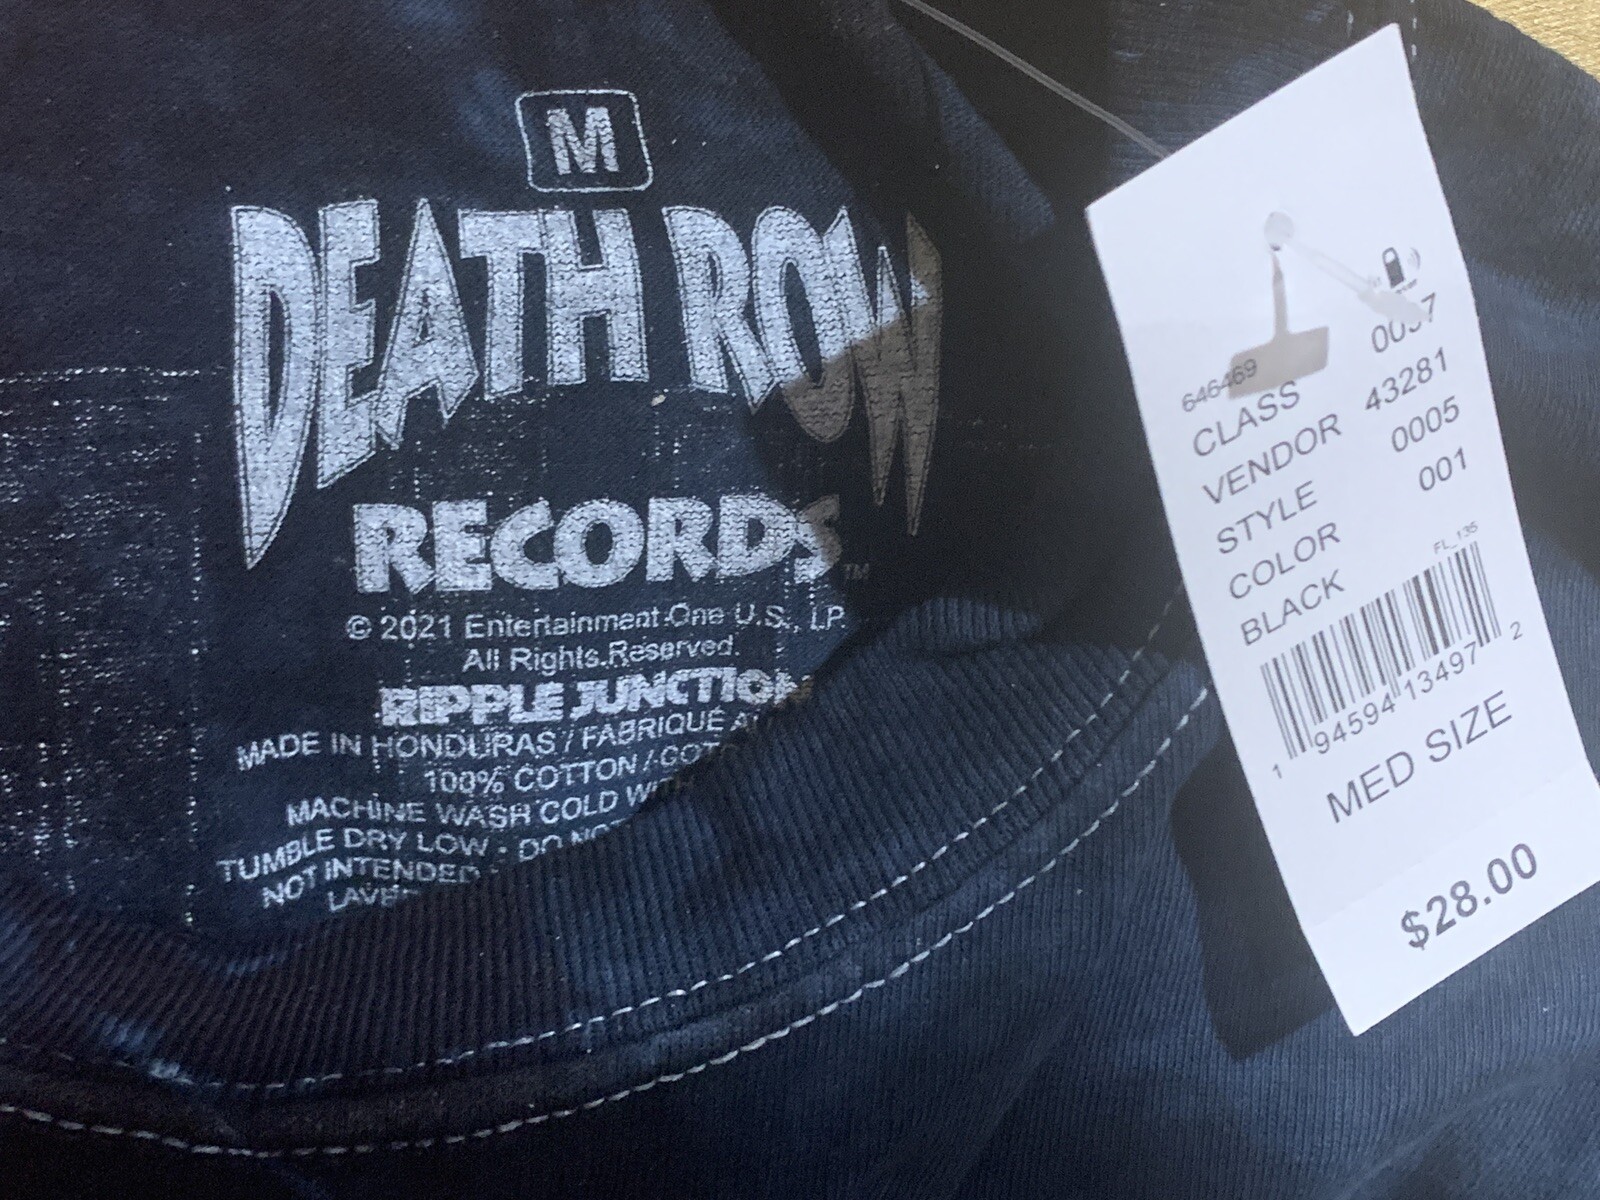 M
DEATH ROW
RECORDS™
© 2021 Entertainment One U.S., LP.
All Rights Reserved.
RIPPLE JUNCTION
MADE IN HONDURAS / FABRIQUÉ
100% COTTON /
MACHINE WASH COLD
TUMBLE DRY LOW · DO
NOT INTENDED
646469
CLASS
VENDOR 43281
STYLE 0005
COLOR 001
BLACK
FL_135
1 94594 13497 2
MED SIZE
$28.00